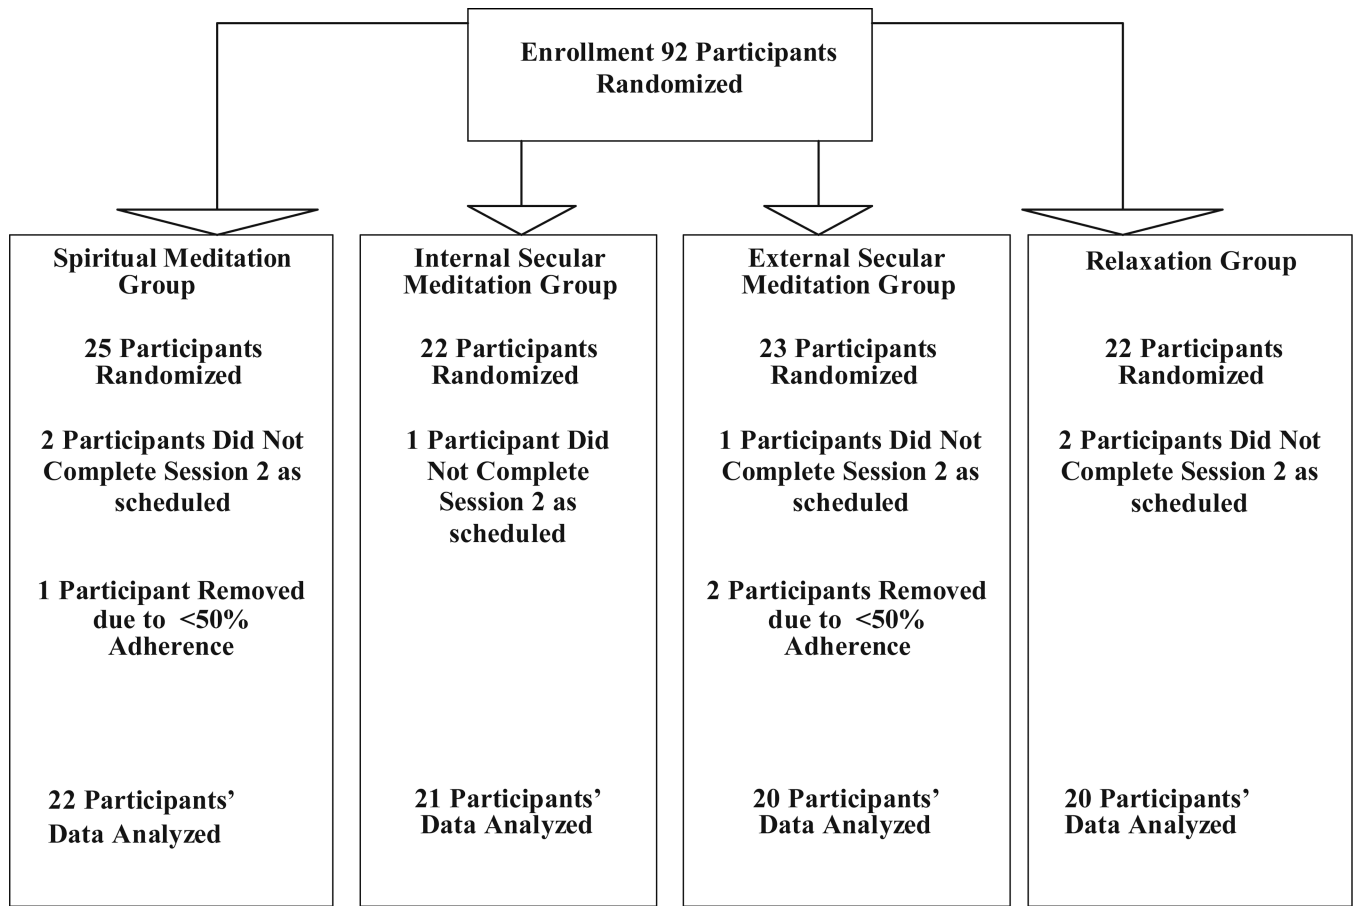 Enrollment 92 Participants
Randomized
Spiritual Meditation
Group
25 Participants
Randomized
2 Participants Did Not
Complete Session 2 as
scheduled
1 Participant Removed
due to <50%
Adherence
22 Participants’
Data Analyzed
Internal Secular
Meditation Group
22 Participants
Randomized
1 Participant Did
Not Complete
Session 2 as
scheduled
21 Participants’
Data Analyzed
External Secular
Meditation Group
23 Participants
Randomized
1 Participants Did Not
Complete Session 2 as
scheduled
2 Participants Removed
due to <50%
Adherence
20 Participants’
Data Analyzed
Relaxation Group
22 Participants
Randomized
2 Participants Did Not
Complete Session 2 as
scheduled
20 Participants’
Data Analyzed